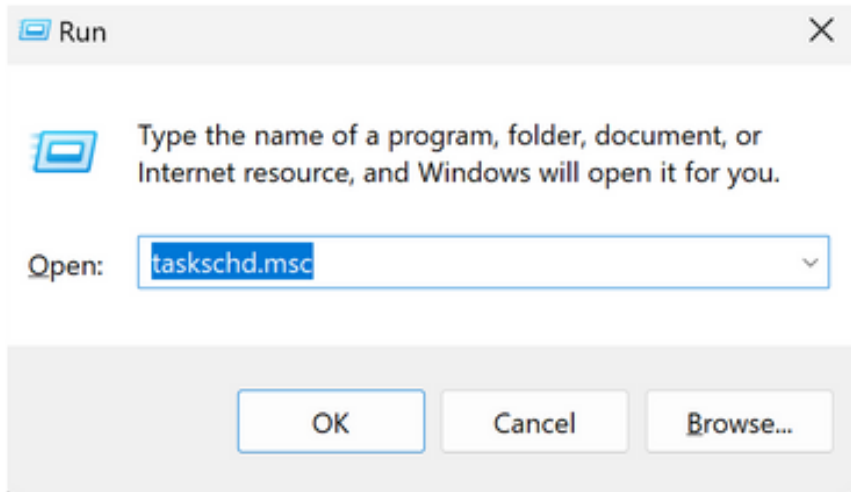 Run
Type the name of a program, folder, document, or
Internet resource, and Windows will open it for you.
Open: taskschd.msc
OK Cancel Browse...